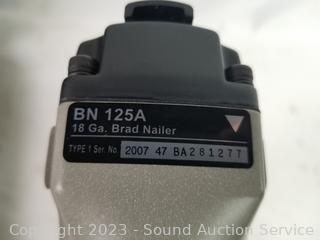 BN 125A
18 Ga. Brad Nailer
TYPE 1 Ser. No. 2007 47 BA281277
Copyright © 2023 - Sound Auction Service